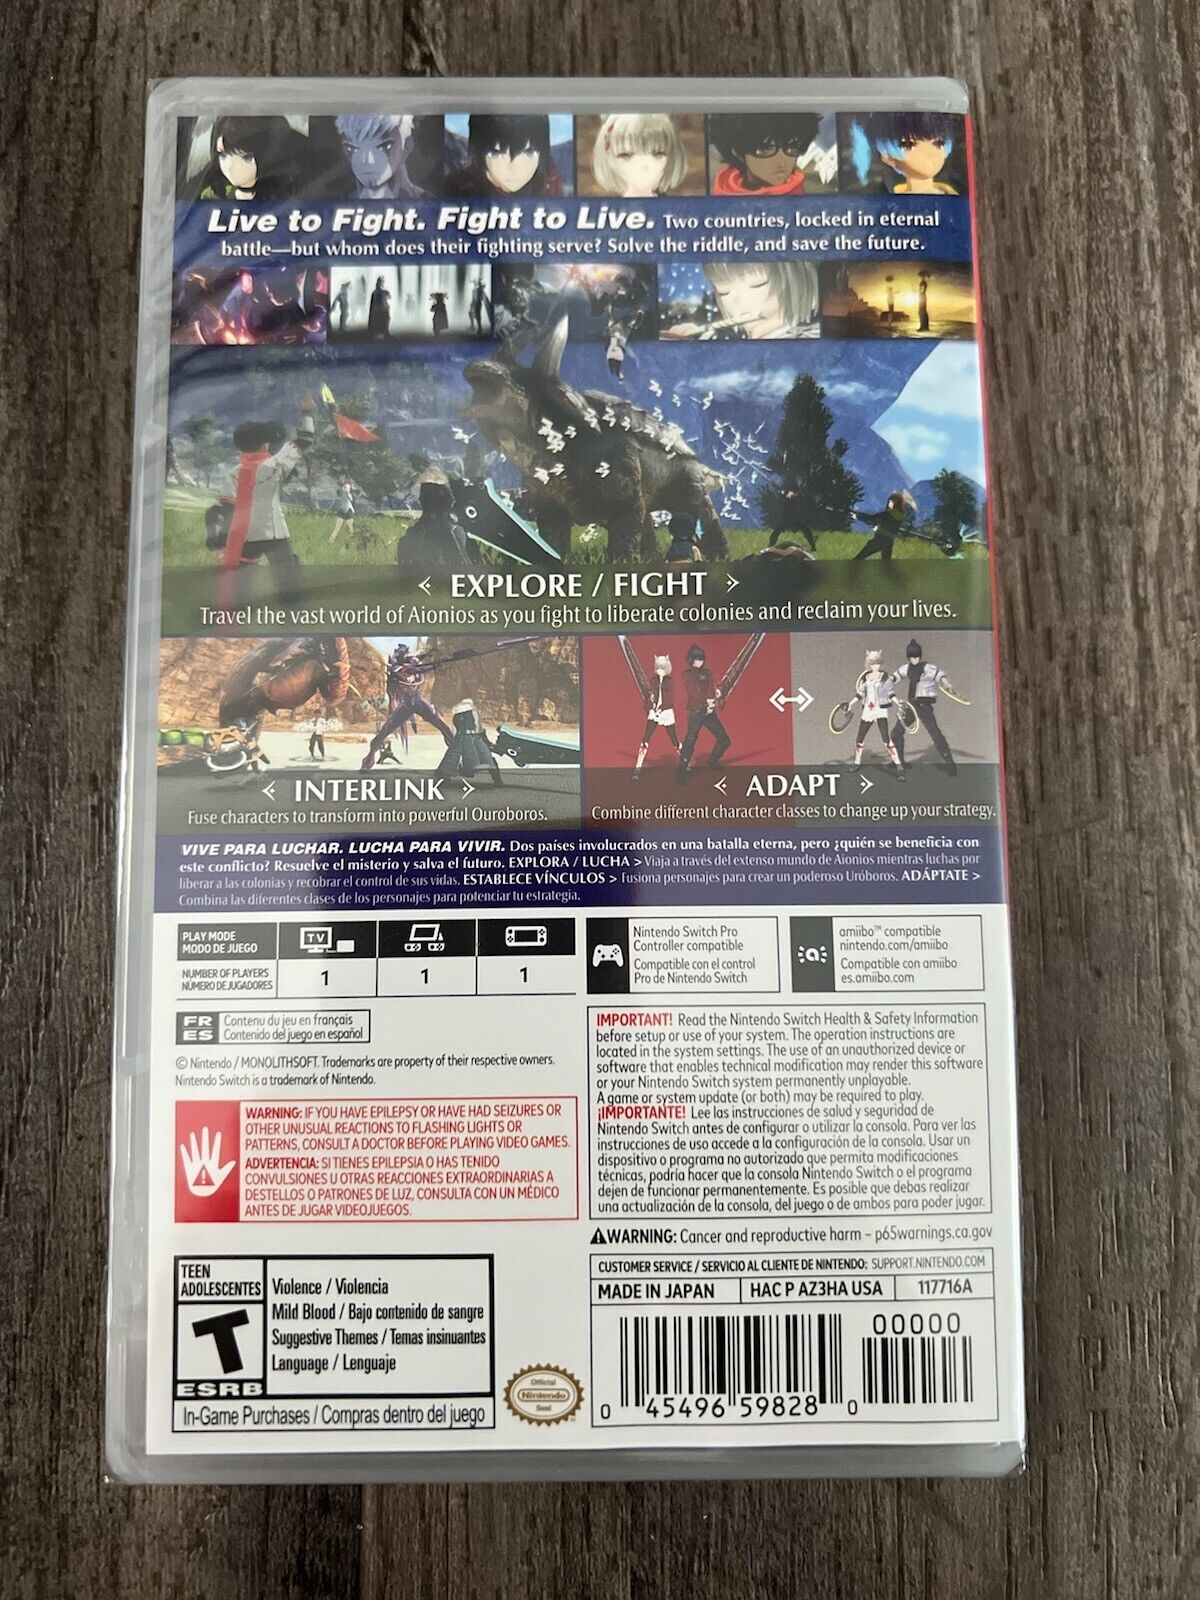 Live to Fight. Fight to Live. Two countries, locked in eternal
battle—but whom does their fighting serve? Solve the riddle, and save the future.
EXPLORE / FIGHT
Travel the vast world of Aionios as you fight to liberate colonies and reclaim your lives.
INTERLINK
Fuse characters to transform into powerful Ouroboros.
ADAPT
Combine different character classes to change up your strategy.
VIVE PARA LUCHAR. LUCHA PARA VIVIR. Dos países involucrados en una batalla eterna, pero ¿quién se beneficia con
este conflicto? Resuelve el misterio y salva el futuro. EXPLORA / LUCHA > Viaja a través del extenso mundo de Aionios mientras luchas por
liberar a las colonias y recobrar el control de sus vidas. ESTABLECE VÍNCULOS > Fusiona personajes para crear un poderoso Uróboros. ADÁPTATE >
Combina las diferentes clases de los personajes para potenciar tu estrategia.
PLAY MODE
MODO DE JUEGO
TV
NUMBER OF PLAYERS
NÚMERO DE JUGADORES
1 1 1
Nintendo Switch Pro
Controller compatible
Compatible con el control
Pro de Nintendo Switch
amiibo™ compatible
nintendo.com/amiibo
Compatible con amiibo
es.amiibo.com
FR Contenu du jeu en français
ES Contenido del juego en español
© Nintendo / MONOLITHSOFT. Trademarks are property of their respective owners.
Nintendo Switch is a trademark of Nintendo.
WARNING: IF YOU HAVE EPILEPSY OR HAVE HAD SEIZURES OR
OTHER UNUSUAL REACTIONS TO FLASHING LIGHTS OR
PATTERNS, CONSULT A DOCTOR BEFORE PLAYING VIDEO GAMES.
ADVERTENCIA: SI TIENES EPILEPSIA O HAS TENIDO
CONVULSIONES U OTRAS REACCIONES EXTRAORDINARIAS A
DESTELLOS O PATRONES DE LUZ, CONSULTA CON UN MÉDICO
ANTES DE JUGAR VIDEOJUEGOS.
IMPORTANT! Read the Nintendo Switch Health & Safety Information
before setup or use of your system. The operation instructions are
located in the system settings. The use of an unauthorized device or
software that enables technical modification may render this software
or your Nintendo Switch system permanently unplayable.
A game or system update (or both) may be required to play.
¡IMPORTANTE! Lee las instrucciones de salud y seguridad de
Nintendo Switch antes de configurar o utilizar la consola. Para ver las
instrucciones de uso accede a la configuración de la consola. Usar un
dispositivo o programa no autorizado que permita modificaciones
técnicas, podría hacer que la consola Nintendo Switch o el programa
dejen de funcionar permanentemente. Es posible que debas realizar
una actualización de la consola, del juego o de ambos para poder jugar.
WARNING: Cancer and reproductive harm – p65warnings.ca.gov
CUSTOMER SERVICE / SERVICIO AL CLIENTE DE NINTENDO: SUPPORT.NINTENDO.COM
MADE IN JAPAN HAC P AZ3HA USA 117716A
TEEN
ADOLESCENTES
T
ESRB
Violence / Violencia
Mild Blood / Bajo contenido de sangre
Suggestive Themes / Temas insinuantes
Language / Lenguaje
In-Game Purchases / Compras dentro del juego
Official
Nintendo
Seal
00000
0 45496 59828 0